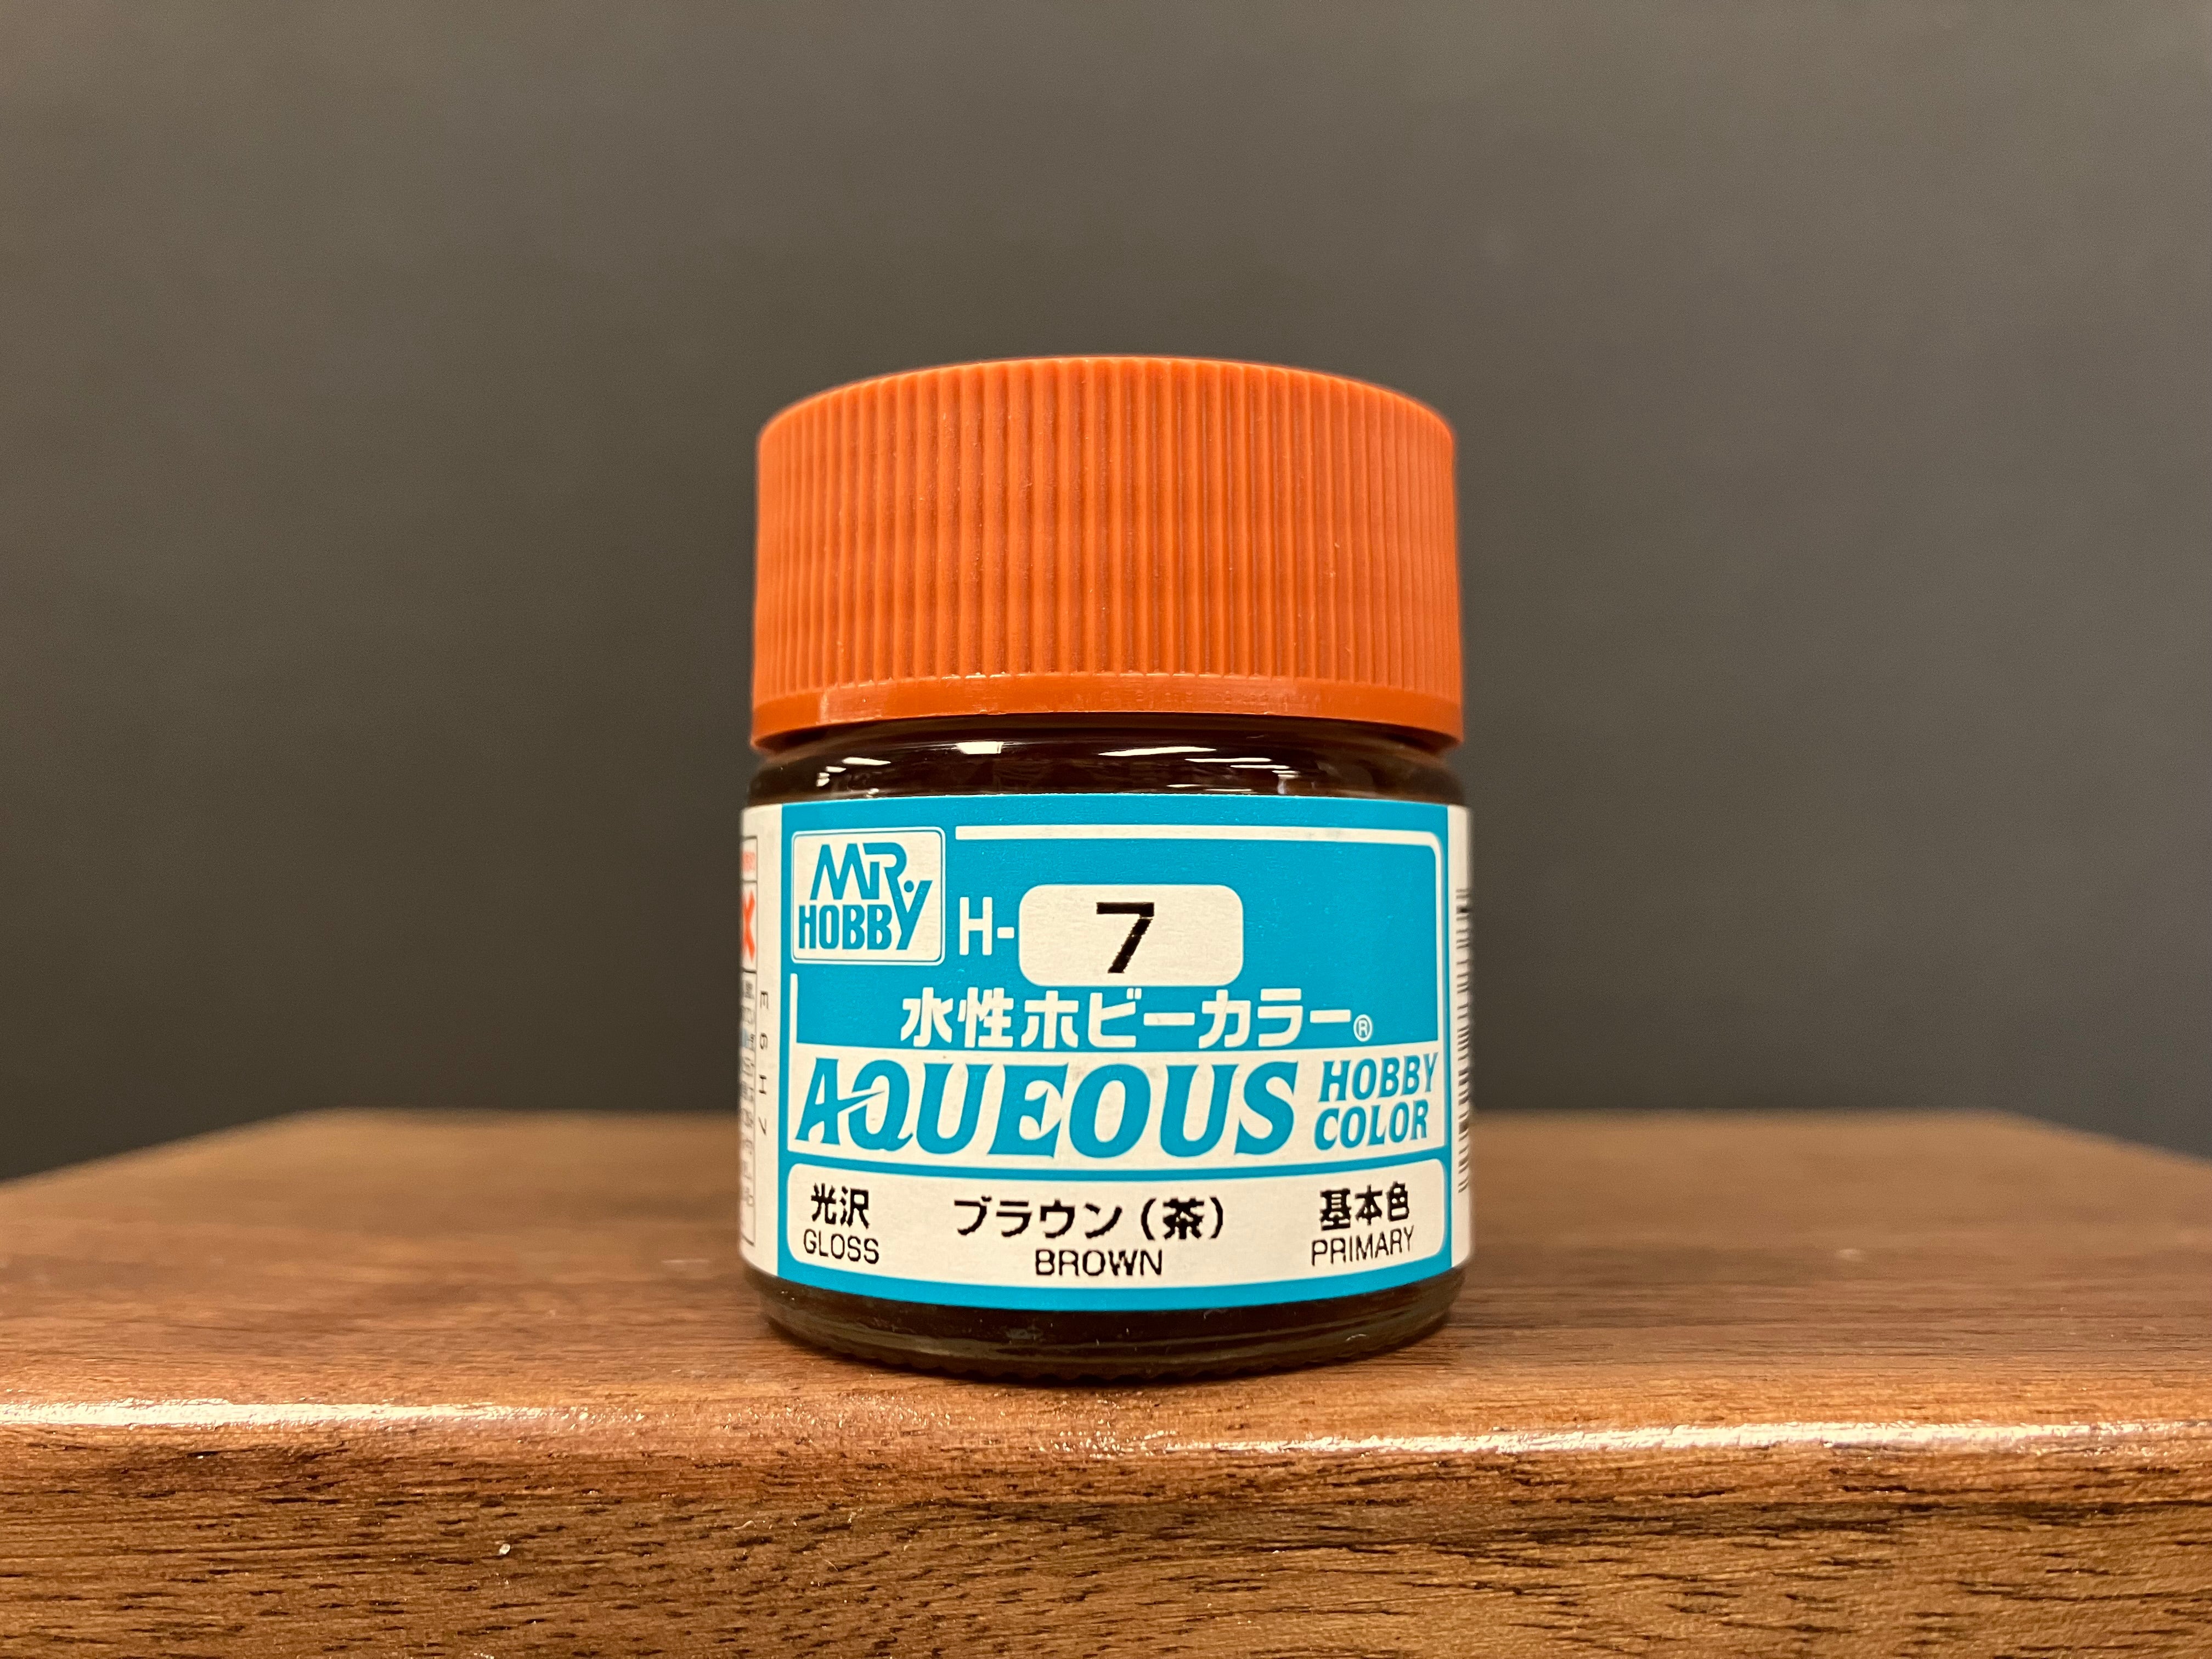 MR.
HOBBY
H-7
水性ホビーカラー®
AQUEOUS HOBBY
COLOR
光沢 ブラウン（茶） 基本色
GLOSS BROWN PRIMARY
E6H7